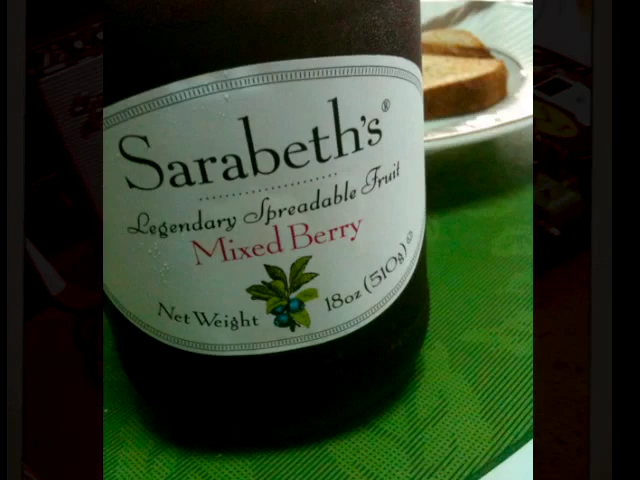 Sarabeth's®
Legendary Spreadable Fruit
Mixed Berry
Net Weight 18oz (510g)